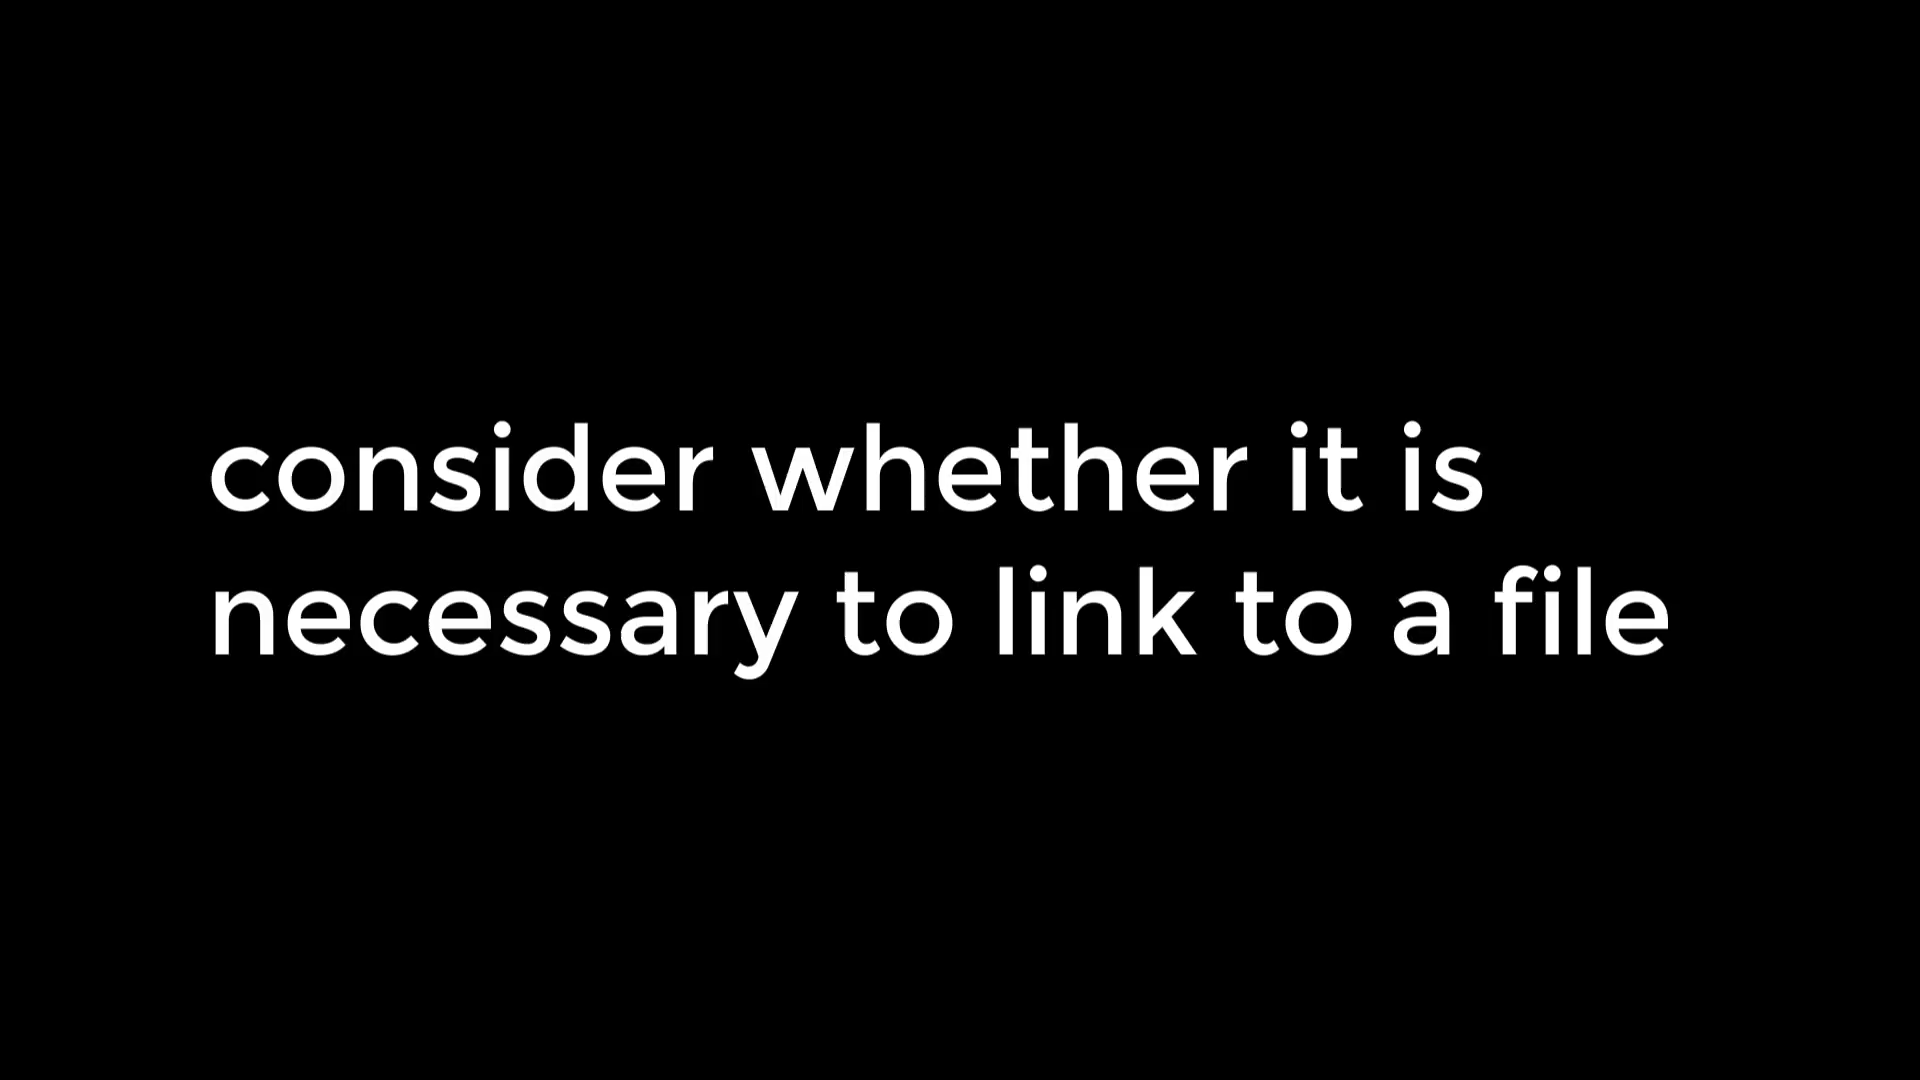 consider whether it is
necessary to link to a file